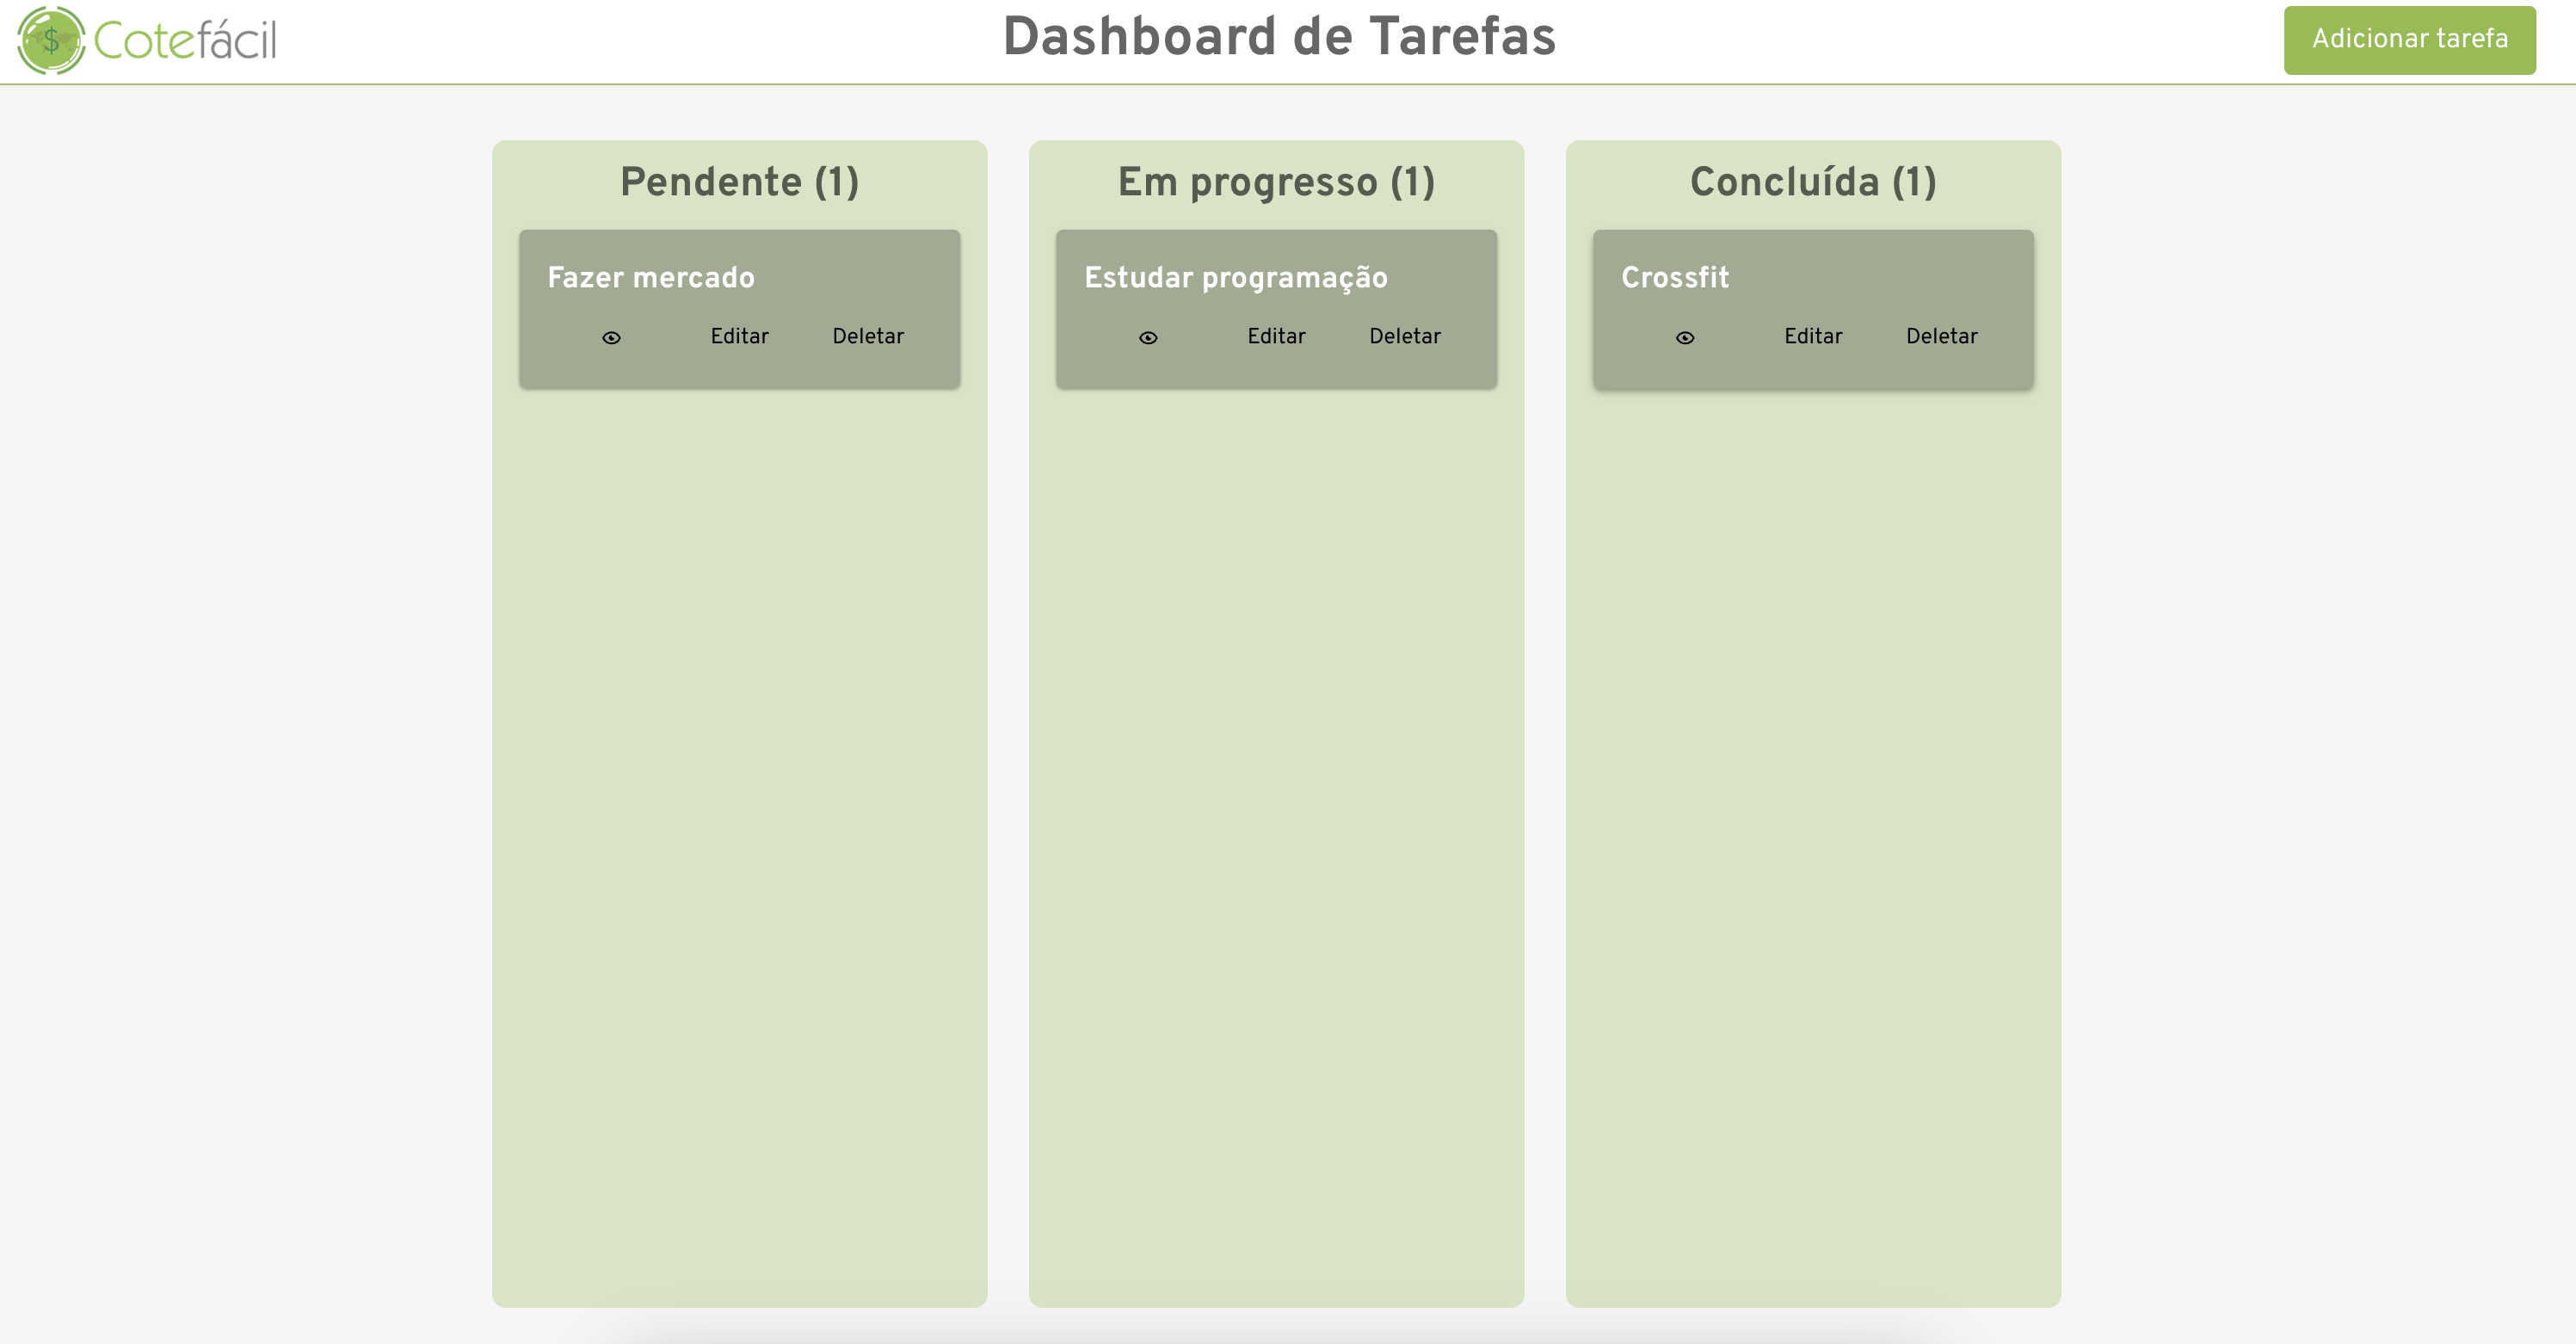 Cotefácil
Dashboard de Tarefas
Adicionar tarefa
Pendente (1)
Fazer mercado
Editar Deletar
Em progresso (1)
Estudar programação
Editar Deletar
Concluída (1)
Crossfit
Editar Deletar